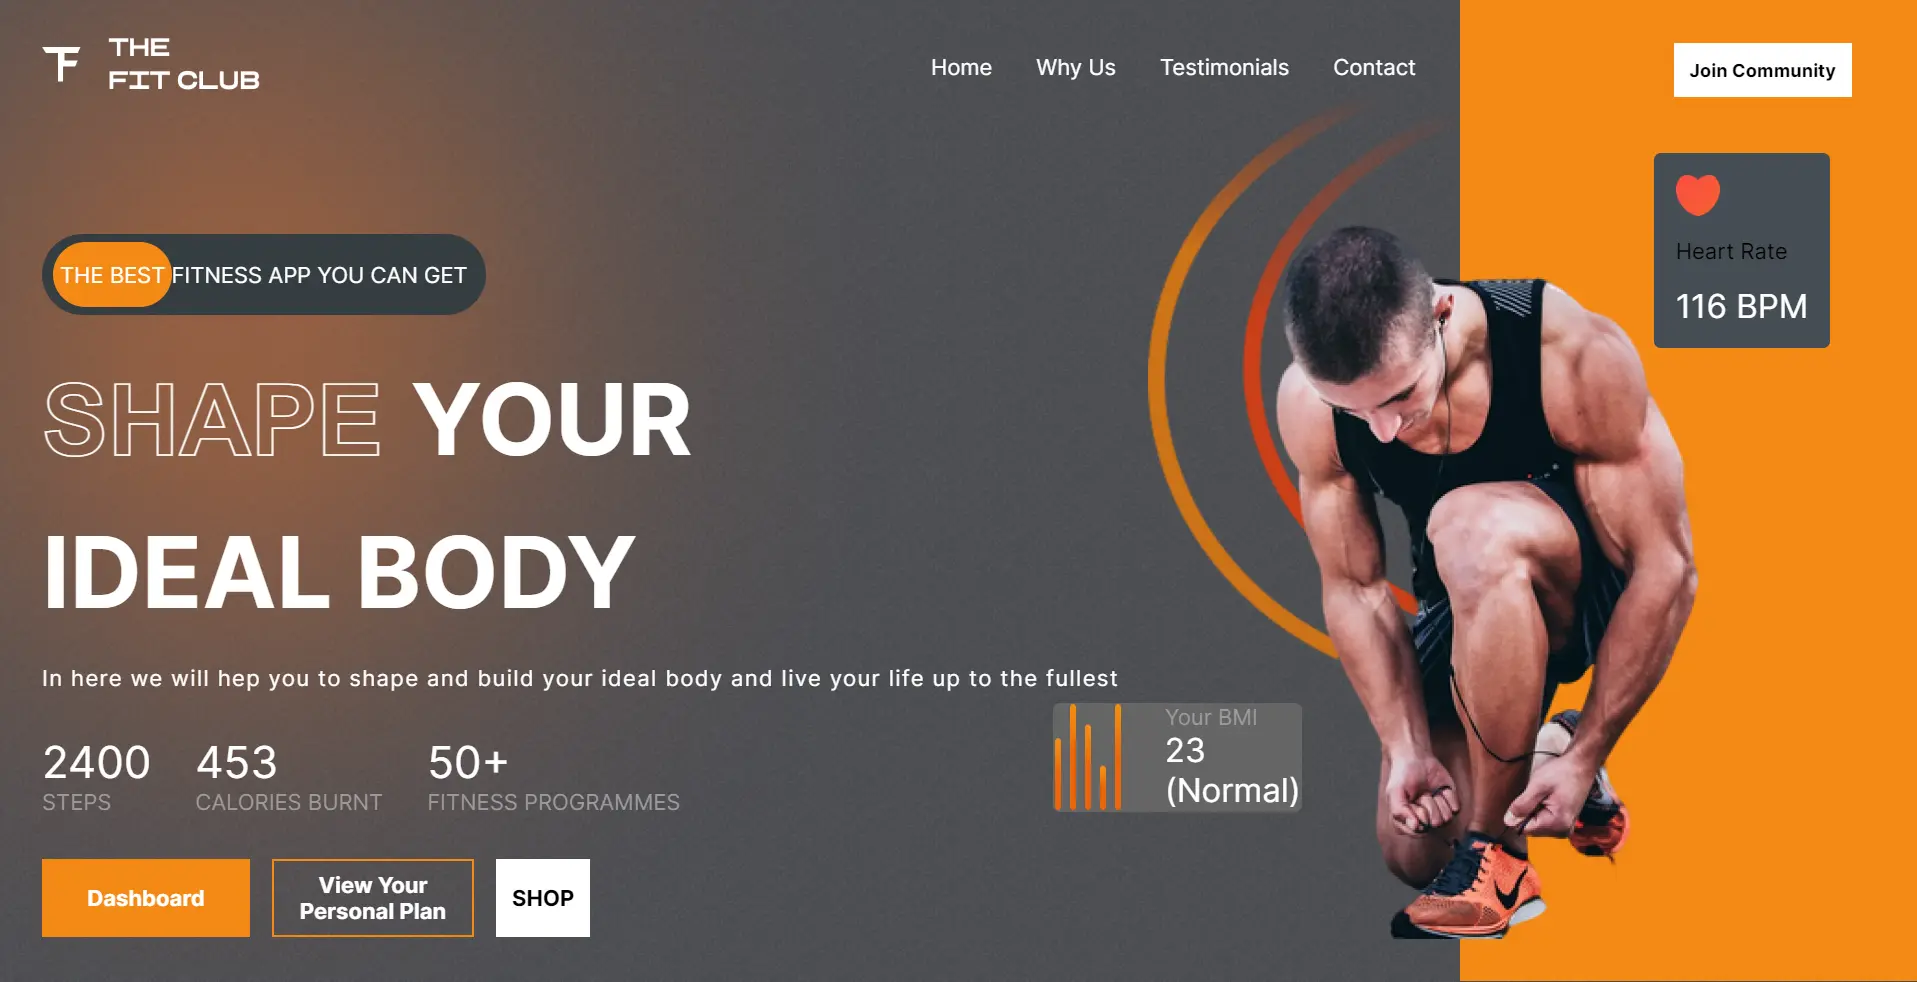 THE
FIT CLUB
Home
Why Us
Testimonials
Contact
Join Community
Heart Rate
116 BPM
THE BEST FITNESS APP YOU CAN GET
SHAPE YOUR
IDEAL BODY
In here we will hep you to shape and build your ideal body and live your life up to the fullest
Your BMI
23
(Normal)
2400
STEPS
453
CALORIES BURNT
50+
FITNESS PROGRAMMES
Dashboard
View Your
Personal Plan
SHOP